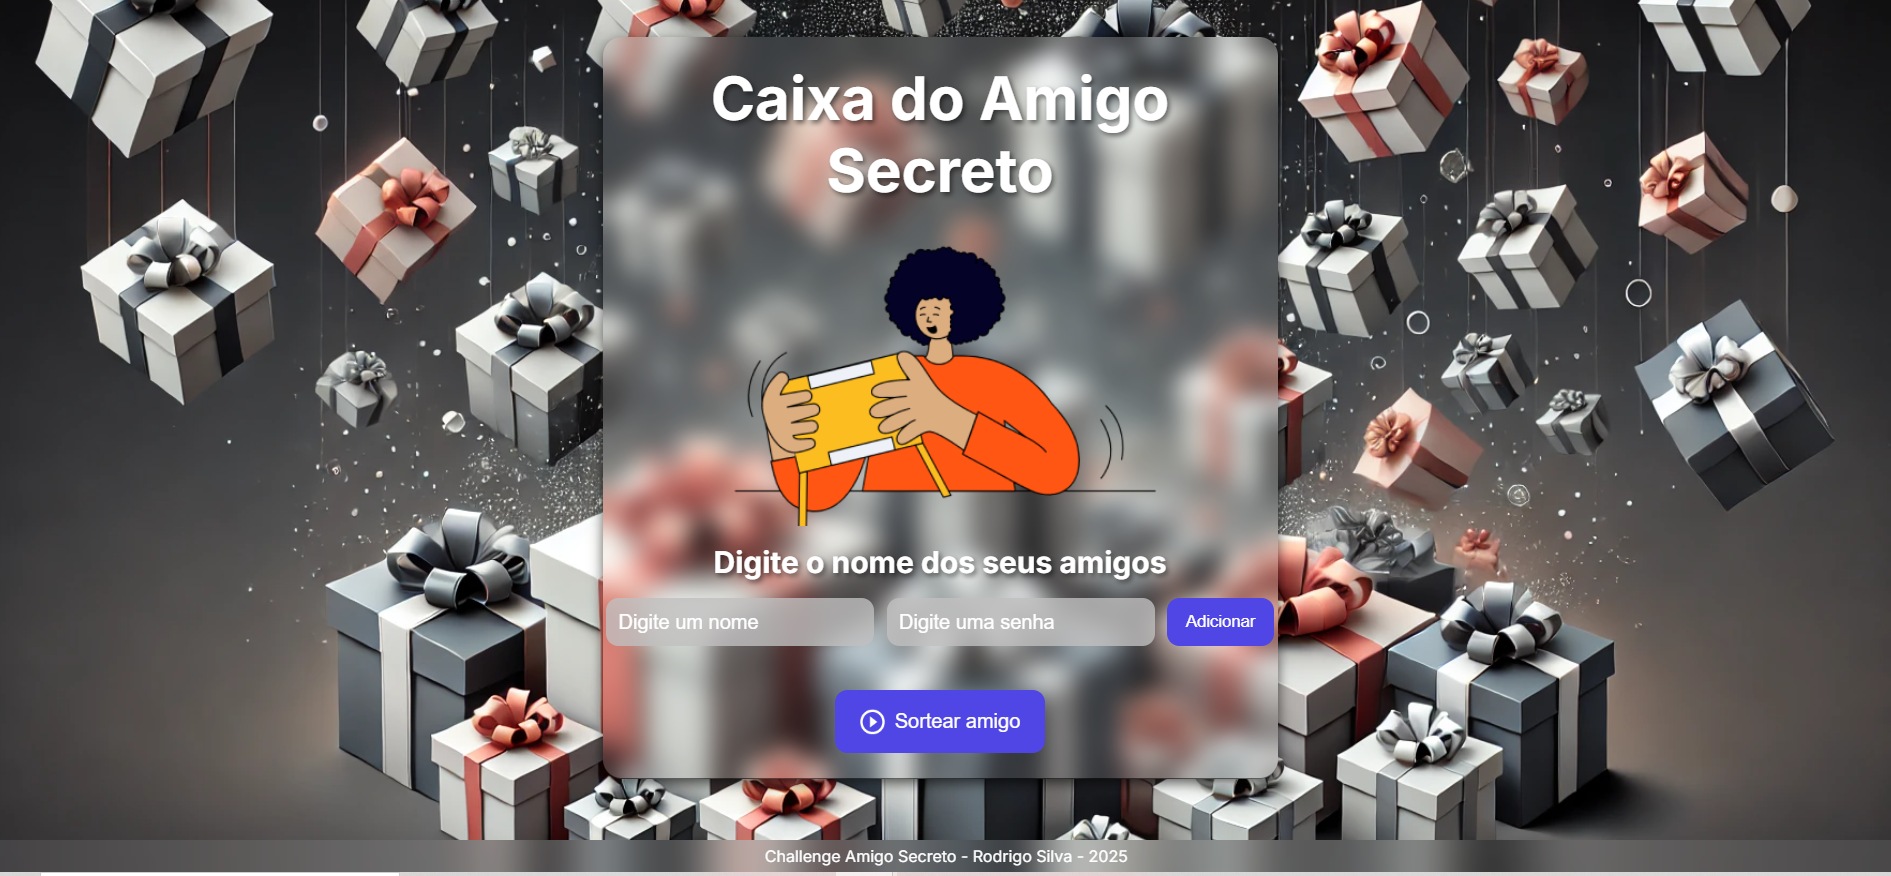 Caixa do Amigo
Secreto
Digite o nome dos seus amigos
Digite um nome
Digite uma senha
Adicionar
Sortear amigo
Challenge Amigo Secreto - Rodrigo Silva - 2025